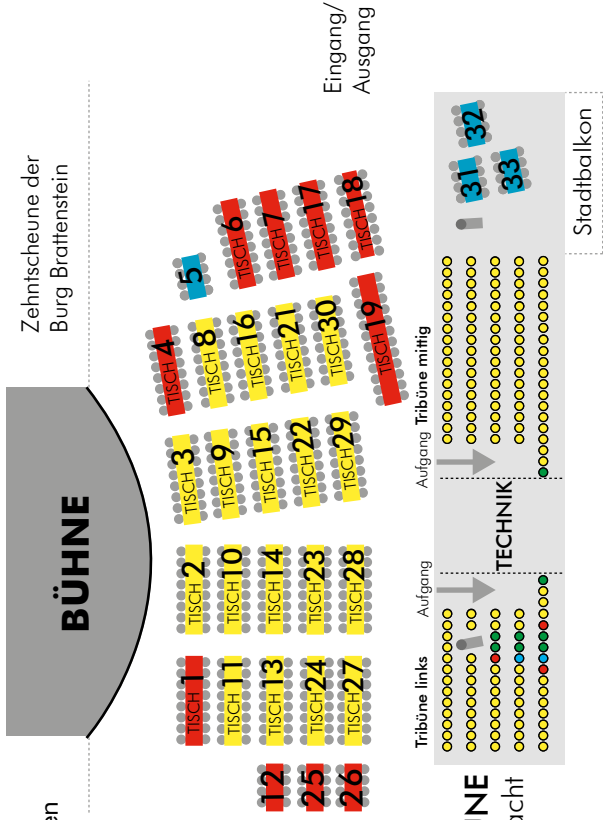 Zehntscheune der
Burg Brattenstein
Eingang/
Ausgang
en
BÜHNE
TISCH 1
TISCH 2
TISCH 3
TISCH 4
5
TISCH 6
TISCH 7
TISCH 17
TISCH 18
TISCH 8
TISCH 16
TISCH 21
TISCH 30
TISCH 19
TISCH 9
TISCH 15
TISCH 22
TISCH 29
TISCH 10
TISCH 14
TISCH 23
TISCH 28
TISCH 11
TISCH 13
TISCH 24
TISCH 27
12
25
26
Tribüne links
Aufgang
TECHNIK
Aufgang
Tribüne mittig
31
32
33
Stadtbalkon
NE
acht